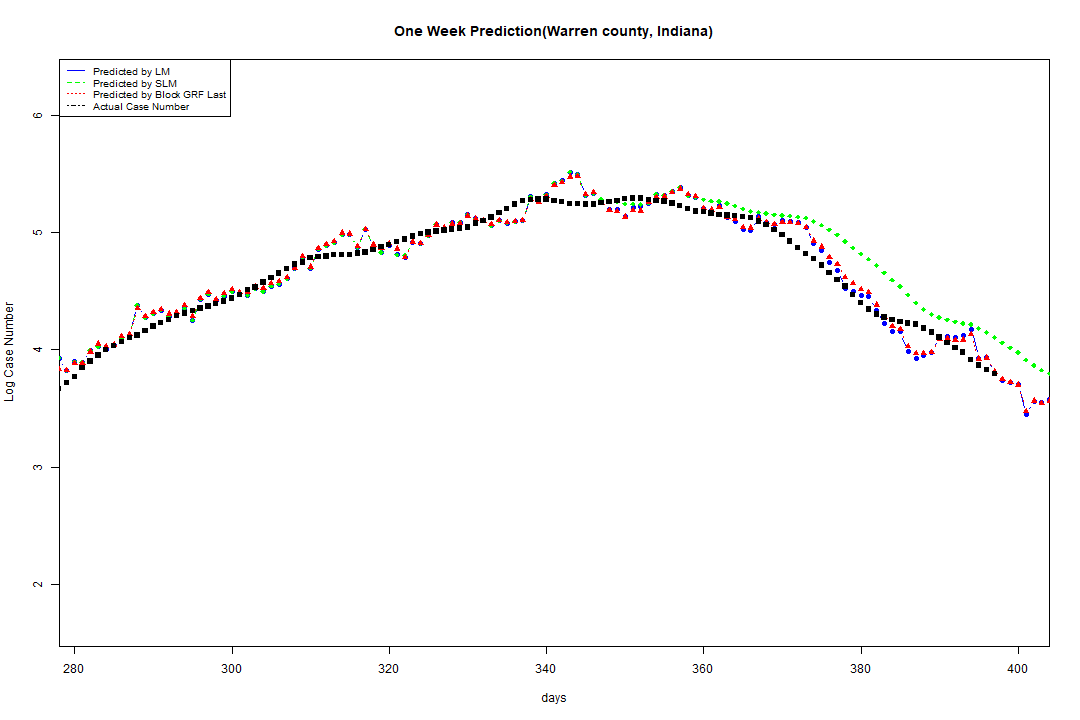 One Week Prediction(Warren county, Indiana)
Predicted by LM
Predicted by SLM
Predicted by Block GRF Last
Actual Case Number
6
5
4
3
2
Log Case Number
280 300 320 340 360 380 400
days